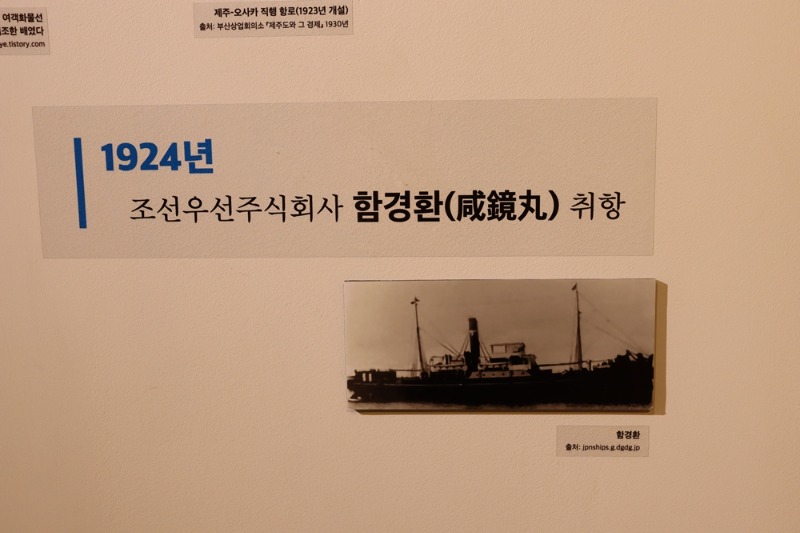 여객화물선
조한 배였다
ye.tistory.com
제주-오사카 직행 항로(1923년 개설)
출처: 부산상업회의소 『제주도와 그 경제』 1930년
1924년
조선우선주식회사 함경환(咸鏡丸) 취항
함경환
출처: jpnships.g.dgdg.jp